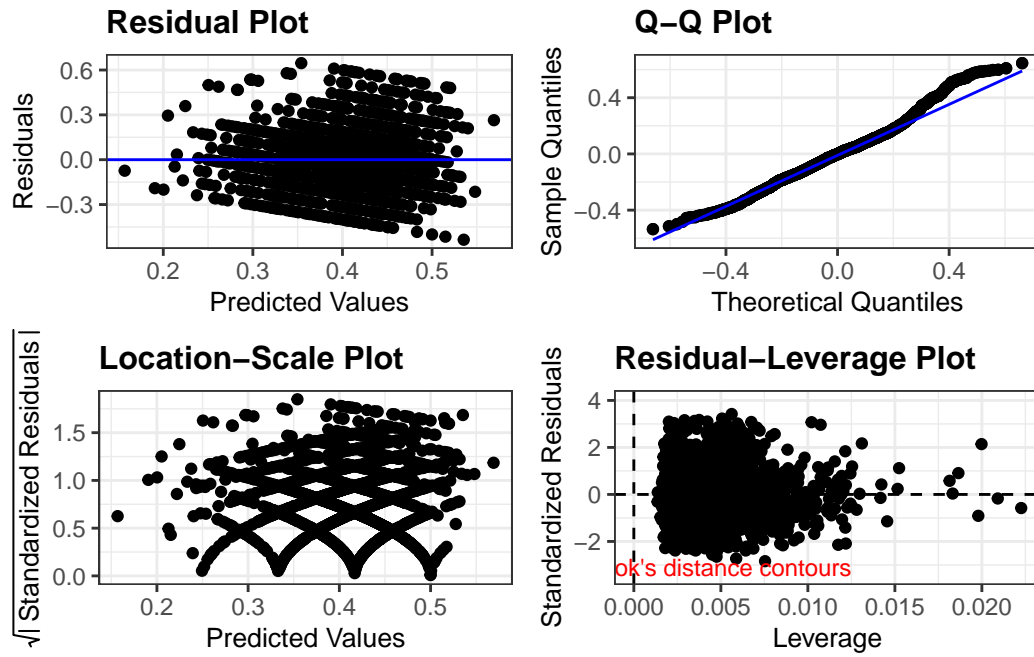 Residual Plot
Residuals
0.6
0.3
0.0
−0.3
0.2 0.3 0.4 0.5
Predicted Values
Q−Q Plot
Sample Quantiles
0.4
0.0
−0.4
−0.4 0.0 0.4
Theoretical Quantiles
Location−Scale Plot
√| Standardized Residuals |
1.5
1.0
0.5
0.0
0.2 0.3 0.4 0.5
Predicted Values
Residual−Leverage Plot
Standardized Residuals
4
2
0
−2
ok's distance contours
0.000 0.005 0.010 0.015 0.020
Leverage